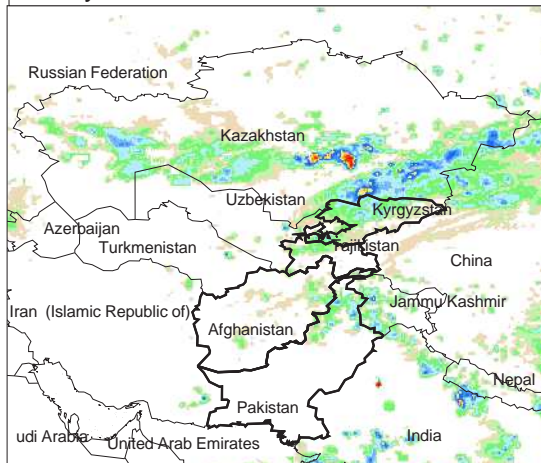 Russian Federation
Kazakhstan
Uzbekistan
Kyrgyzstan
Azerbaijan
Turkmenistan
Tajikistan
China
Iran (Islamic Republic of)
Jammu Kashmir
Afghanistan
Nepal
Pakistan
udi Arabia
United Arab Emirates
India